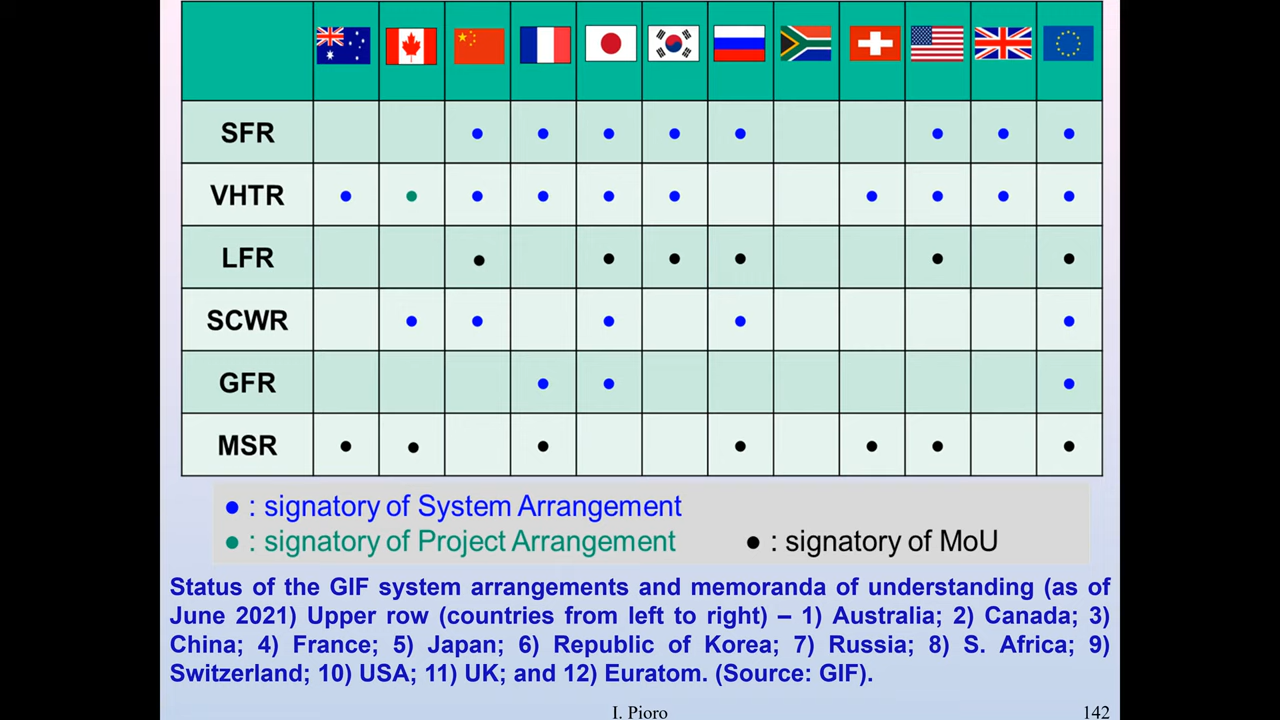 SFR
VHTR
LFR
SCWR
GFR
MSR
● : signatory of System Arrangement
● : signatory of Project Arrangement ● : signatory of MoU
Status of the GIF system arrangements and memoranda of understanding (as of
June 2021) Upper row (countries from left to right) – 1) Australia; 2) Canada; 3)
China; 4) France; 5) Japan; 6) Republic of Korea; 7) Russia; 8) S. Africa; 9)
Switzerland; 10) USA; 11) UK; and 12) Euratom. (Source: GIF).
I. Pioro 142